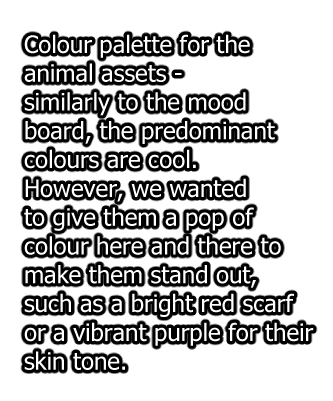 Colour palette for the
animal assets -
similarly to the mood
board, the predominant
colours are cool.
However, we wanted
to give them a pop of
colour here and there to
make them stand out,
such as a bright red scarf
or a vibrant purple for their
skin tone.